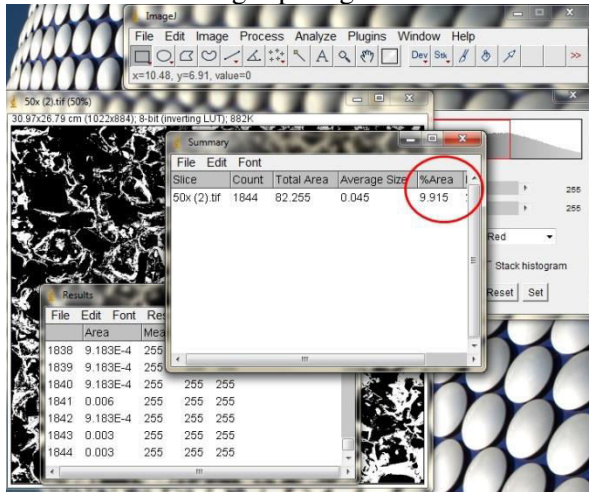 ImageJ
File Edit Image Process Analyze Plugins Window Help
Dev Stk >>
x=10.48, y=6.91, value=0
50x (2).tif (50%)
30.97x26.79 cm (1022x884); 8-bit (inverting LUT); 882K
Summary
File Edit Font
Slice Count Total Area Average Size %Area
50x (2).tif 1844 82.255 0.045 9.915
255
255
Red
Stack histogram
Reset Set
Results
File Edit Font
Area
1838 9.183E-4 255
1839 9.183E-4 255
1840 9.183E-4 255 255 255
1841 0.006 255 255 255
1842 9.183E-4 255 255 255
1843 0.003 255 255 255
1844 0.003 255 255 255